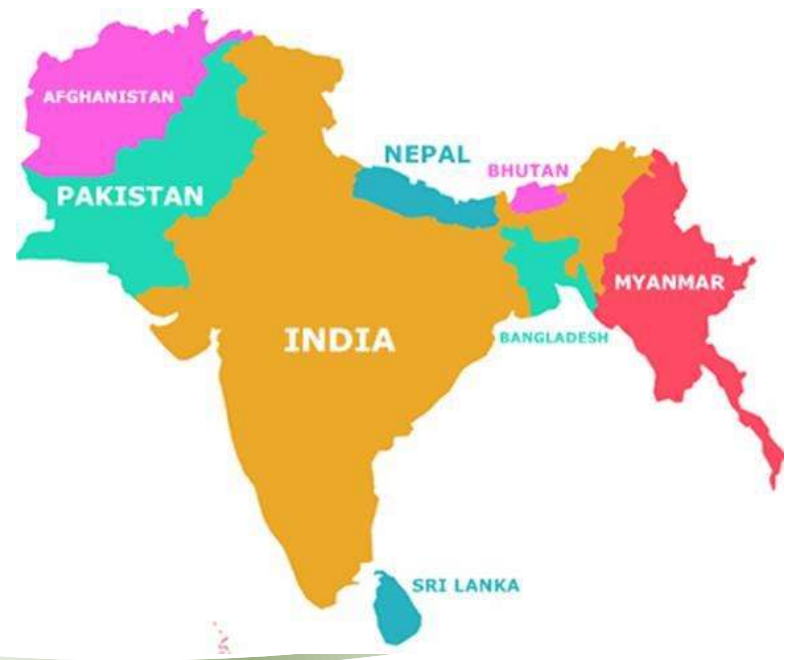 AFGHANISTAN
NEPAL
BHUTAN
PAKISTAN
MYANMAR
INDIA
BANGLADESH
SRI LANKA